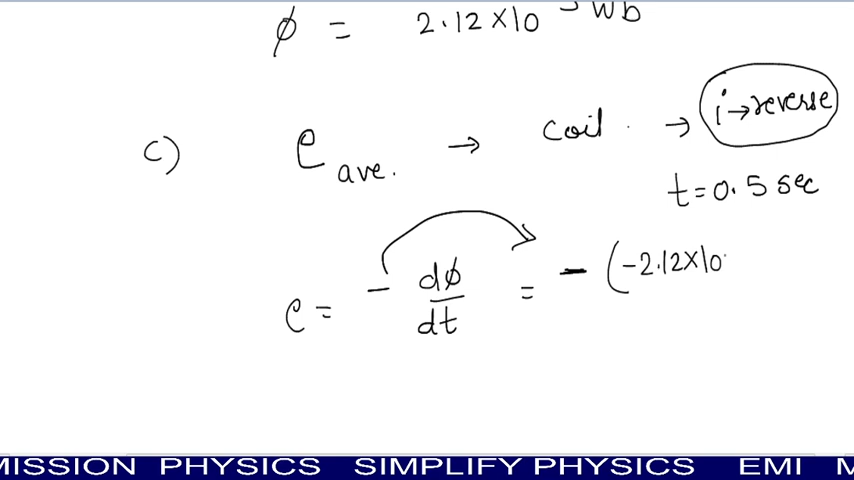 ϕ = 2.12×10 Wb
c) e ave. → coil. → i→reverse
t=0.5 sec
e = - dϕ/dt = - (-2.12×10
MISSION PHYSICS SIMPLIFY PHYSICS EMI M